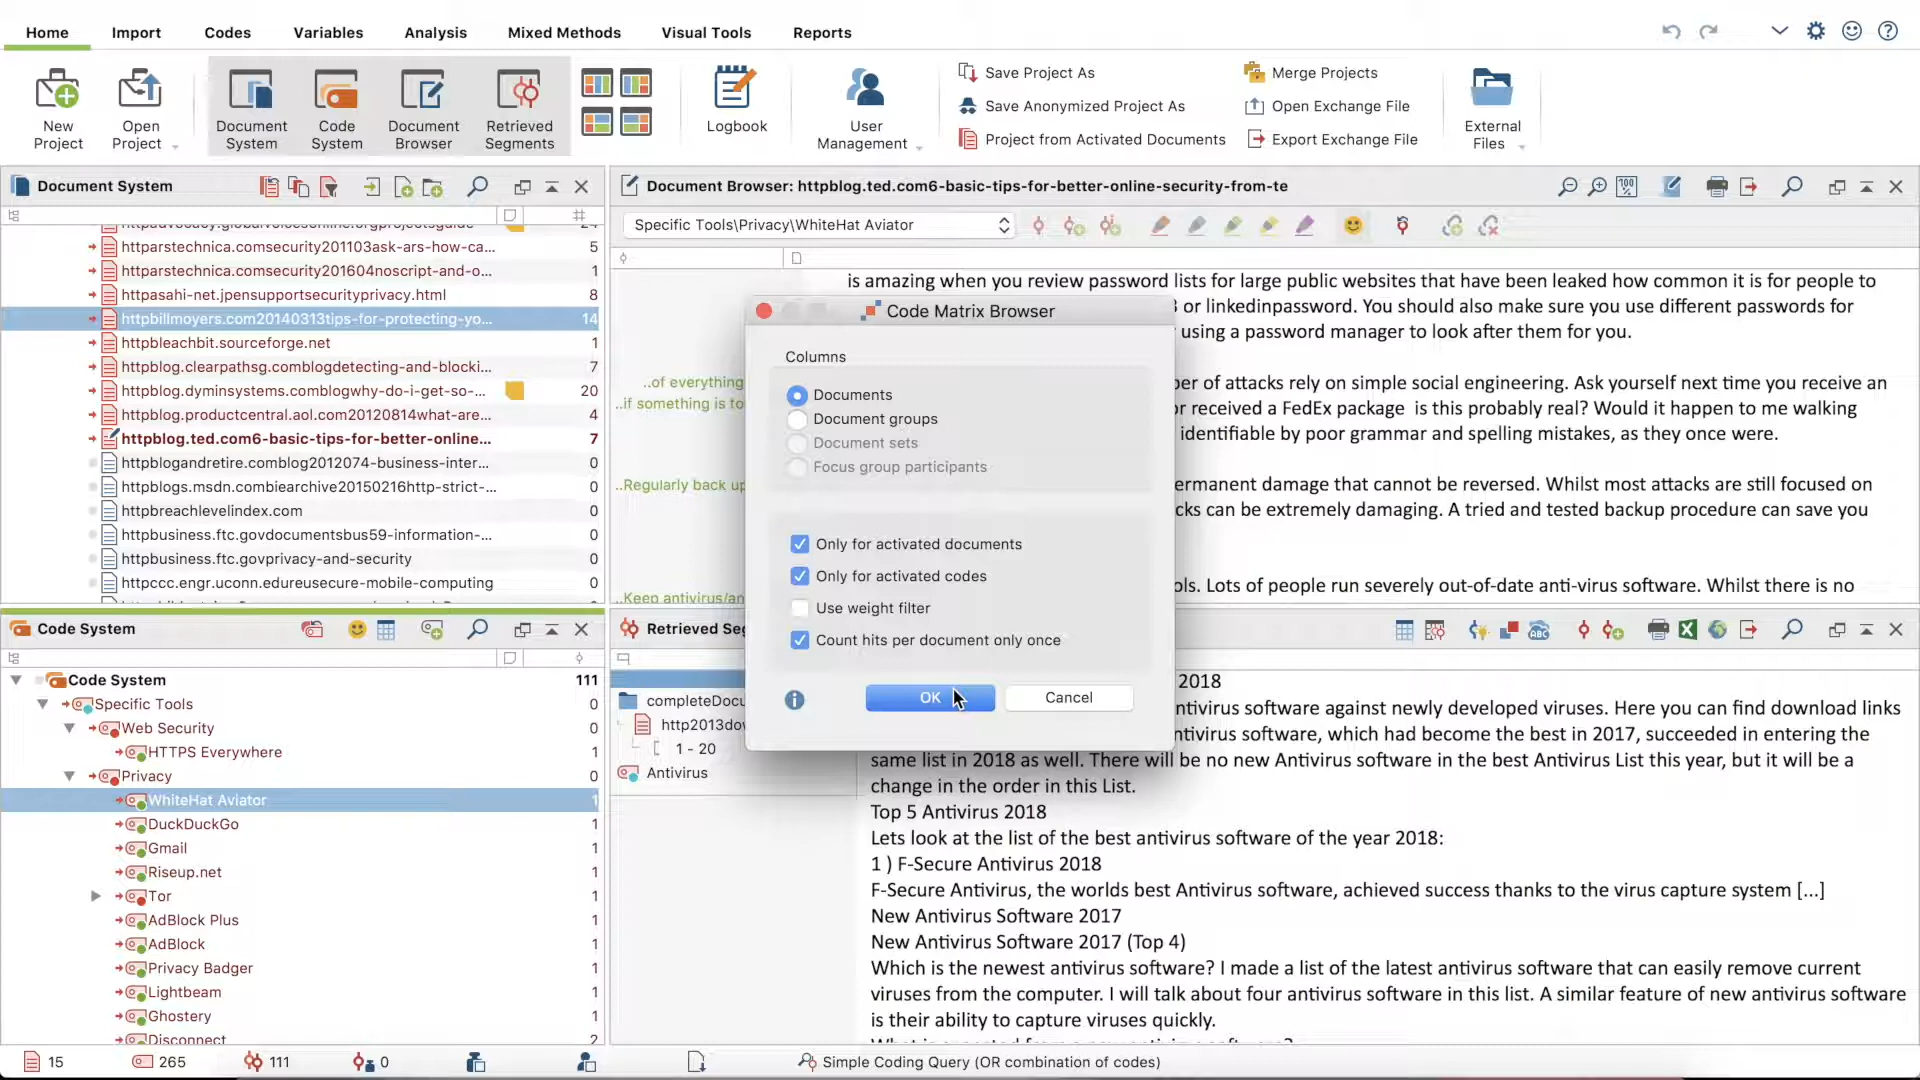 Home Import Codes Variables Analysis Mixed Methods Visual Tools Reports
New Project
Open Project
Document System
Code System
Document Browser
Retrieved Segments
Logbook
User Management
Save Project As
Save Anonymized Project As
Project from Activated Documents
Merge Projects
Open Exchange File
Export Exchange File
External Files
Document System
httparstechnica.comsecurity201103ask-ars-how-ca... 5
httparstechnica.comsecurity201604noscript-and-o... 1
httpasahi-net.jpensupportsecurityprivacy.html 8
httpbillmoyers.com20140313tips-for-protecting-yo... 14
httpbleachbit.sourceforge.net 1
httpblog.clearpathsg.comblogdetecting-and-blocki... 7
httpblog.dyminsystems.comblogwhy-do-i-get-so-... 20
httpblog.productcentral.aol.com20120814what-are... 4
httpblog.ted.com6-basic-tips-for-better-online... 7
httpblogandretire.comblog2012074-business-inter... 0
httpblogs.msdn.combiearchive20150216http-strict-... 0
httpbreachlevelindex.com 0
httpbusiness.ftc.govdocumentsbus59-information-... 0
httpbusiness.ftc.govprivacy-and-security 0
httpccc.engr.uconn.edureusecure-mobile-computing 0
Document Browser: httpblog.ted.com6-basic-tips-for-better-online-security-from-te
100
Specific Tools\Privacy\WhiteHat Aviator
is amazing when you review password lists for large public websites that have been leaked how common it is for people to
or linkedinpassword. You should also make sure you use different passwords for
using a password manager to look after them for you.
..of everything
..if something is to
er of attacks rely on simple social engineering. Ask yourself next time you receive an
or received a FedEx package is this probably real? Would it happen to me walking
identifiable by poor grammar and spelling mistakes, as they once were.
..Regularly back up
ermanent damage that cannot be reversed. Whilst most attacks are still focused on
cks can be extremely damaging. A tried and tested backup procedure can save you
..Keep antivirus/an
ols. Lots of people run severely out-of-date anti-virus software. Whilst there is no
Code Matrix Browser
Columns
Documents
Document groups
Document sets
Focus group participants
Only for activated documents
Only for activated codes
Use weight filter
Count hits per document only once
OK
Cancel
Code System
Code System 111
Specific Tools 0
Web Security 0
HTTPS Everywhere 1
Privacy 0
WhiteHat Aviator 1
DuckDuckGo 1
Gmail 1
Riseup.net 1
Tor 1
AdBlock Plus 1
AdBlock 1
Privacy Badger 1
Lightbeam 1
Ghostery 1
Disconnect 2
Retrieved Seg
ABC
completeDocu
http2013dow
1 - 20
Antivirus
2018
ntivirus software against newly developed viruses. Here you can find download links
ntivirus software, which had become the best in 2017, succeeded in entering the
same list in 2018 as well. There will be no new Antivirus software in the best Antivirus List this year, but it will be a
change in the order in this List.
Top 5 Antivirus 2018
Lets look at the list of the best antivirus software of the year 2018:
1 ) F-Secure Antivirus 2018
F-Secure Antivirus, the worlds best Antivirus software, achieved success thanks to the virus capture system [...]
New Antivirus Software 2017
New Antivirus Software 2017 (Top 4)
Which is the newest antivirus software? I made a list of the latest antivirus software that can easily remove current
viruses from the computer. I will talk about four antivirus software in this list. A similar feature of new antivirus software
is their ability to capture viruses quickly.
15 265 111 0 Simple Coding Query (OR combination of codes)